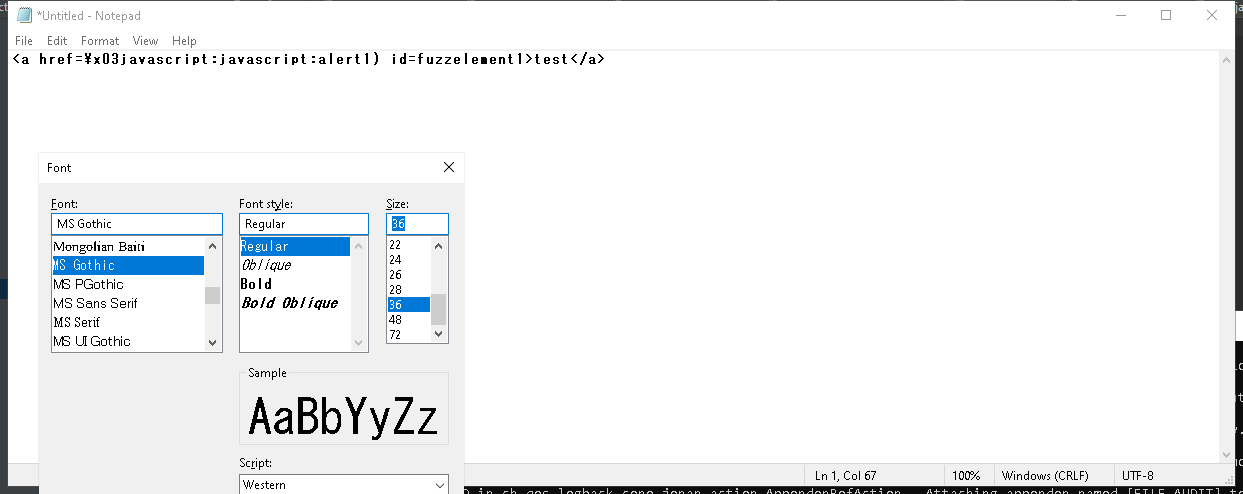 *Untitled - Notepad
File Edit Format View Help
<a href=¥x03javascript:javascript:alert1) id=fuzzelement1>test</a>
Font
Font: Font style: Size:
MS Gothic Regular 36
Mongolian Baiti
MS Gothic
MS PGothic
MS Sans Serif
MS Serif
MS UI Gothic
Regular
Oblique
Bold
Bold Oblique
22
24
26
28
36
48
72
Sample
AaBbYyZz
Script:
Western
Ln 1, Col 67 100% Windows (CRLF) UTF-8